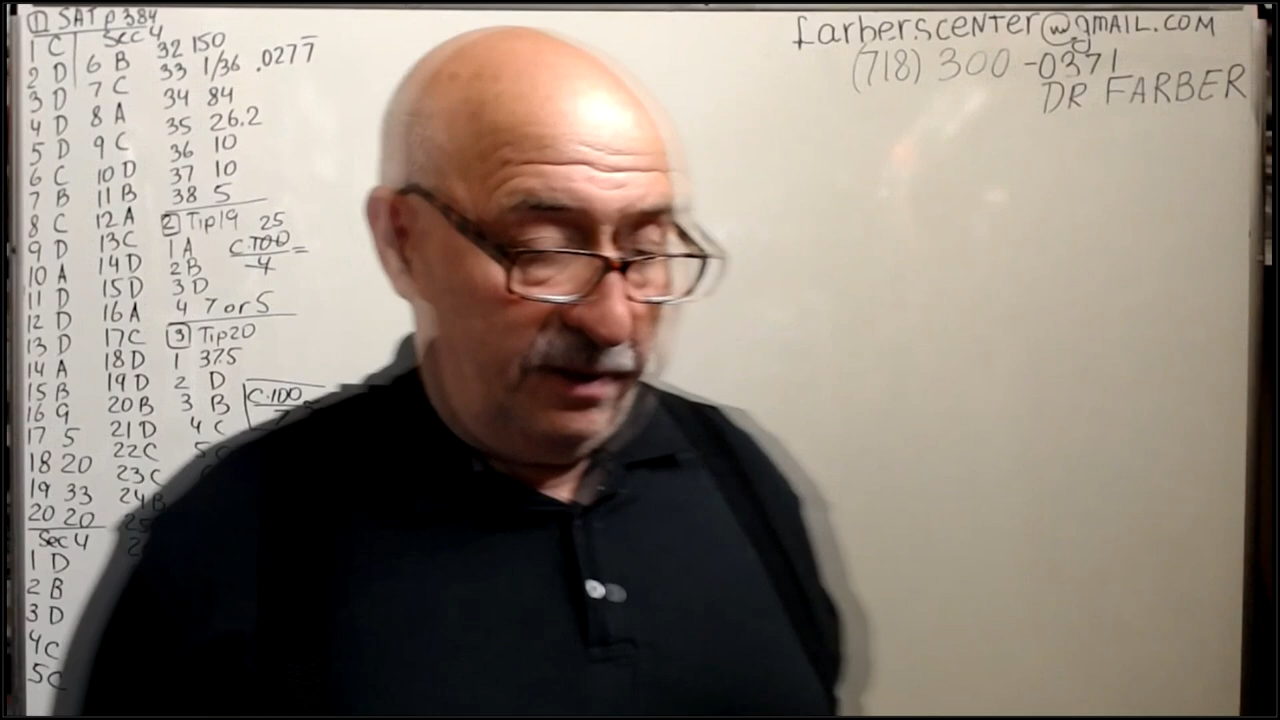 1 SAT p 384
Sec 4
1 C
2 D
3 D
4 D
5 D
6 C
7 B
8 C
9 D
10 A
11 D
12 D
13 D
14 A
15 B
16 9
17 5
18 20
19 33
20 20
Sec 4
1 D
2 B
3 D
4 C
5 C
6 B
7 C
8 A
9 C
10 D
11 B
12 A
13 C
14 D
15 D
16 A
17 C
18 D
19 D
20 B
21 D
22 C
23 C
24 B
32 150
33 1/36 .0277̅
34 84
35 26.2
36 10
37 10
38 5
2 Tip19
1 A
2 B
3 D
4 7 or 5
25
C·100
4
=
3 Tip20
1 37.5
2 D
3 B
4 C
C·100
farberscenter@gmail.com
(718) 300-0371
DR FARBER